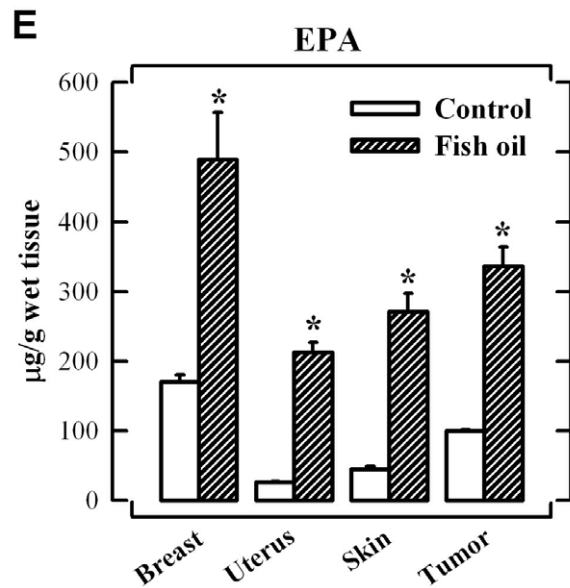 E
EPA
Control
Fish oil
µg/g wet tissue
600
*
500
400
*
*
300
*
200
100
0
Breast
Uterus
Skin
Tumor